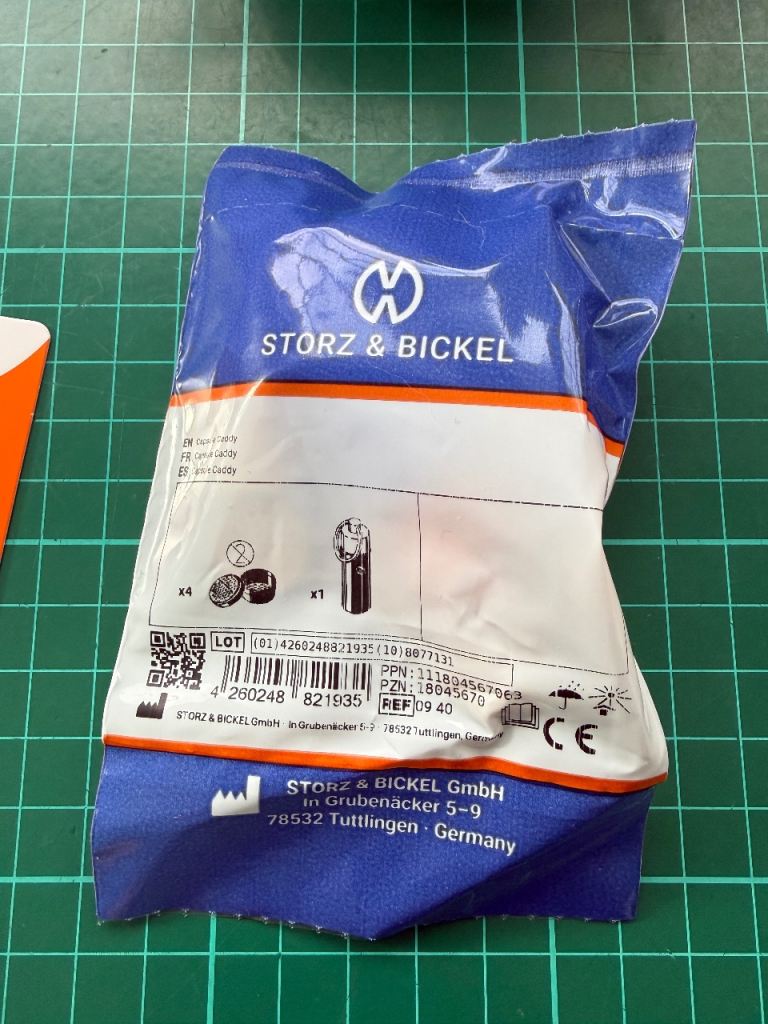 STORZ & BICKEL
EN Capsule Caddy
FR Capsule Caddy
ES Capsule Caddy
x4
x1
LOT (01)4260248821935(10)8077131
PPN:111804567063
PZN:18045670
4 260248 821935
REF 09 40
STORZ & BICKEL GmbH · In Grubenäcker 5-9 · 78532 Tuttlingen, Germany
CE
STORZ & BICKEL GmbH
In Grubenäcker 5-9
78532 Tuttlingen · Germany